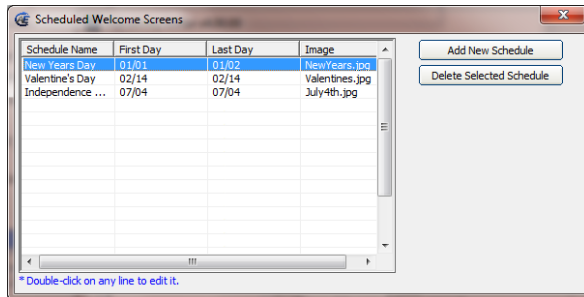 Scheduled Welcome Screens
Schedule Name First Day Last Day Image
New Years Day 01/01 01/02 NewYears.jpg
Valentine's Day 02/14 02/14 Valentines.jpg
Independence ... 07/04 07/04 July4th.jpg
Add New Schedule
Delete Selected Schedule
* Double-click on any line to edit it.